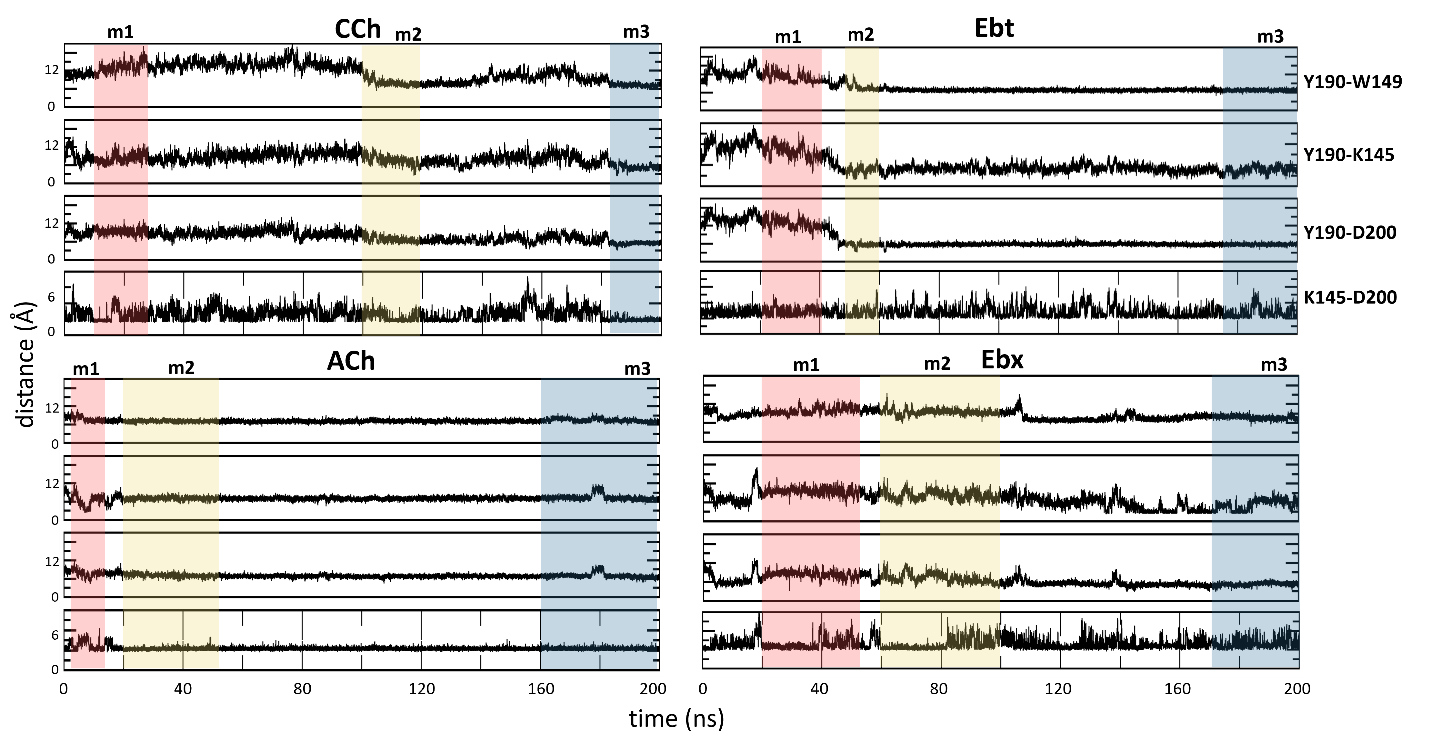 CCh
Ebt
m1
m2
m3
m1
m2
m3
12
0
Y190-W149
12
0
Y190-K145
12
0
Y190-D200
6
0
K145-D200
distance (Å)
ACh
Ebx
m1
m2
m3
m1
m2
m3
12
0
12
0
12
0
6
0
0 40 80 120 160 200
0 40 80 120 160 200
time (ns)